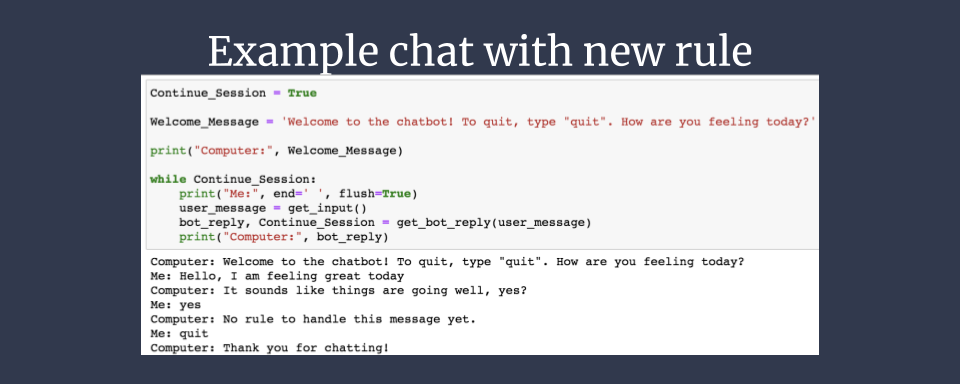 Example chat with new rule
Continue_Session = True
Welcome_Message = 'Welcome to the chatbot! To quit, type "quit". How are you feeling today?'
print("Computer:", Welcome_Message)
while Continue_Session:
    print("Me:", end=' ', flush=True)
    user_message = get_input()
    bot_reply, Continue_Session = get_bot_reply(user_message)
    print("Computer:", bot_reply)
Computer: Welcome to the chatbot! To quit, type "quit". How are you feeling today?
Me: Hello, I am feeling great today
Computer: It sounds like things are going well, yes?
Me: yes
Computer: No rule to handle this message yet.
Me: quit
Computer: Thank you for chatting!